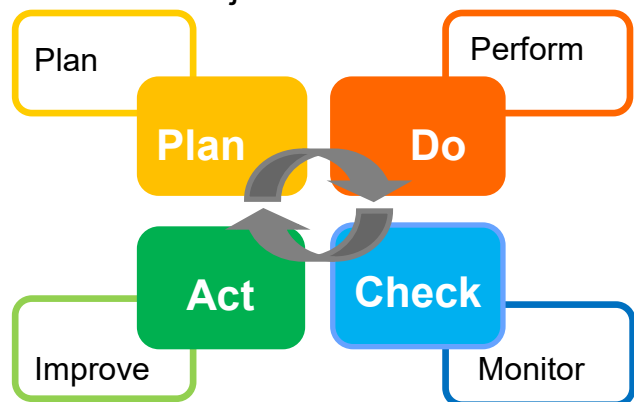 Plan
Perform
Plan
Do
Act
Check
Improve
Monitor